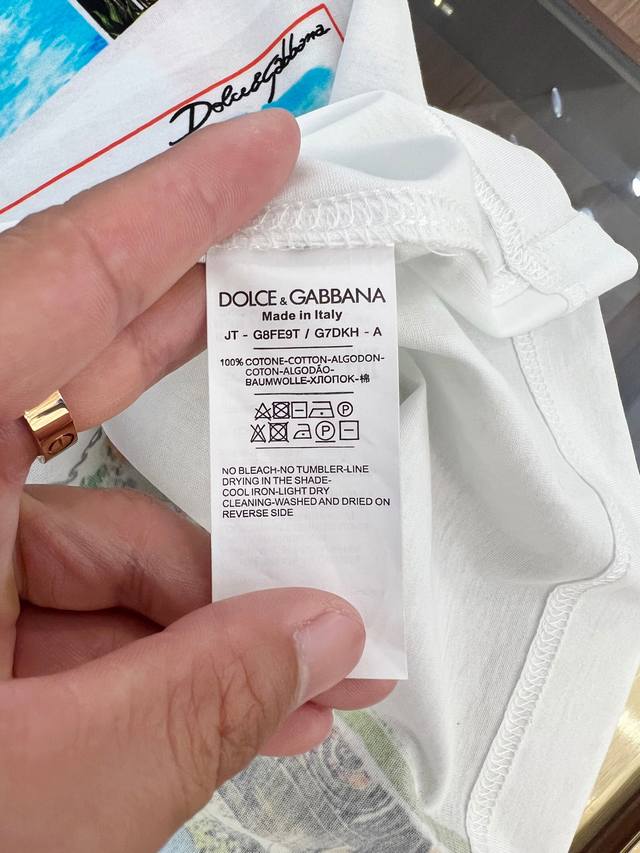 Dolce&Gabbana
DOLCE & GABBANA
Made in Italy
JT - G8FE9T / G7DKH - A
100% COTONE-COTTON-ALGODON-
COTON-ALGODÃO-
BAUMWOLLE-ХЛОПОК-棉
NO BLEACH-NO TUMBLER-LINE
DRYING IN THE SHADE-
COOL IRON-LIGHT DRY
CLEANING-WASHED AND DRIED ON
REVERSE SIDE